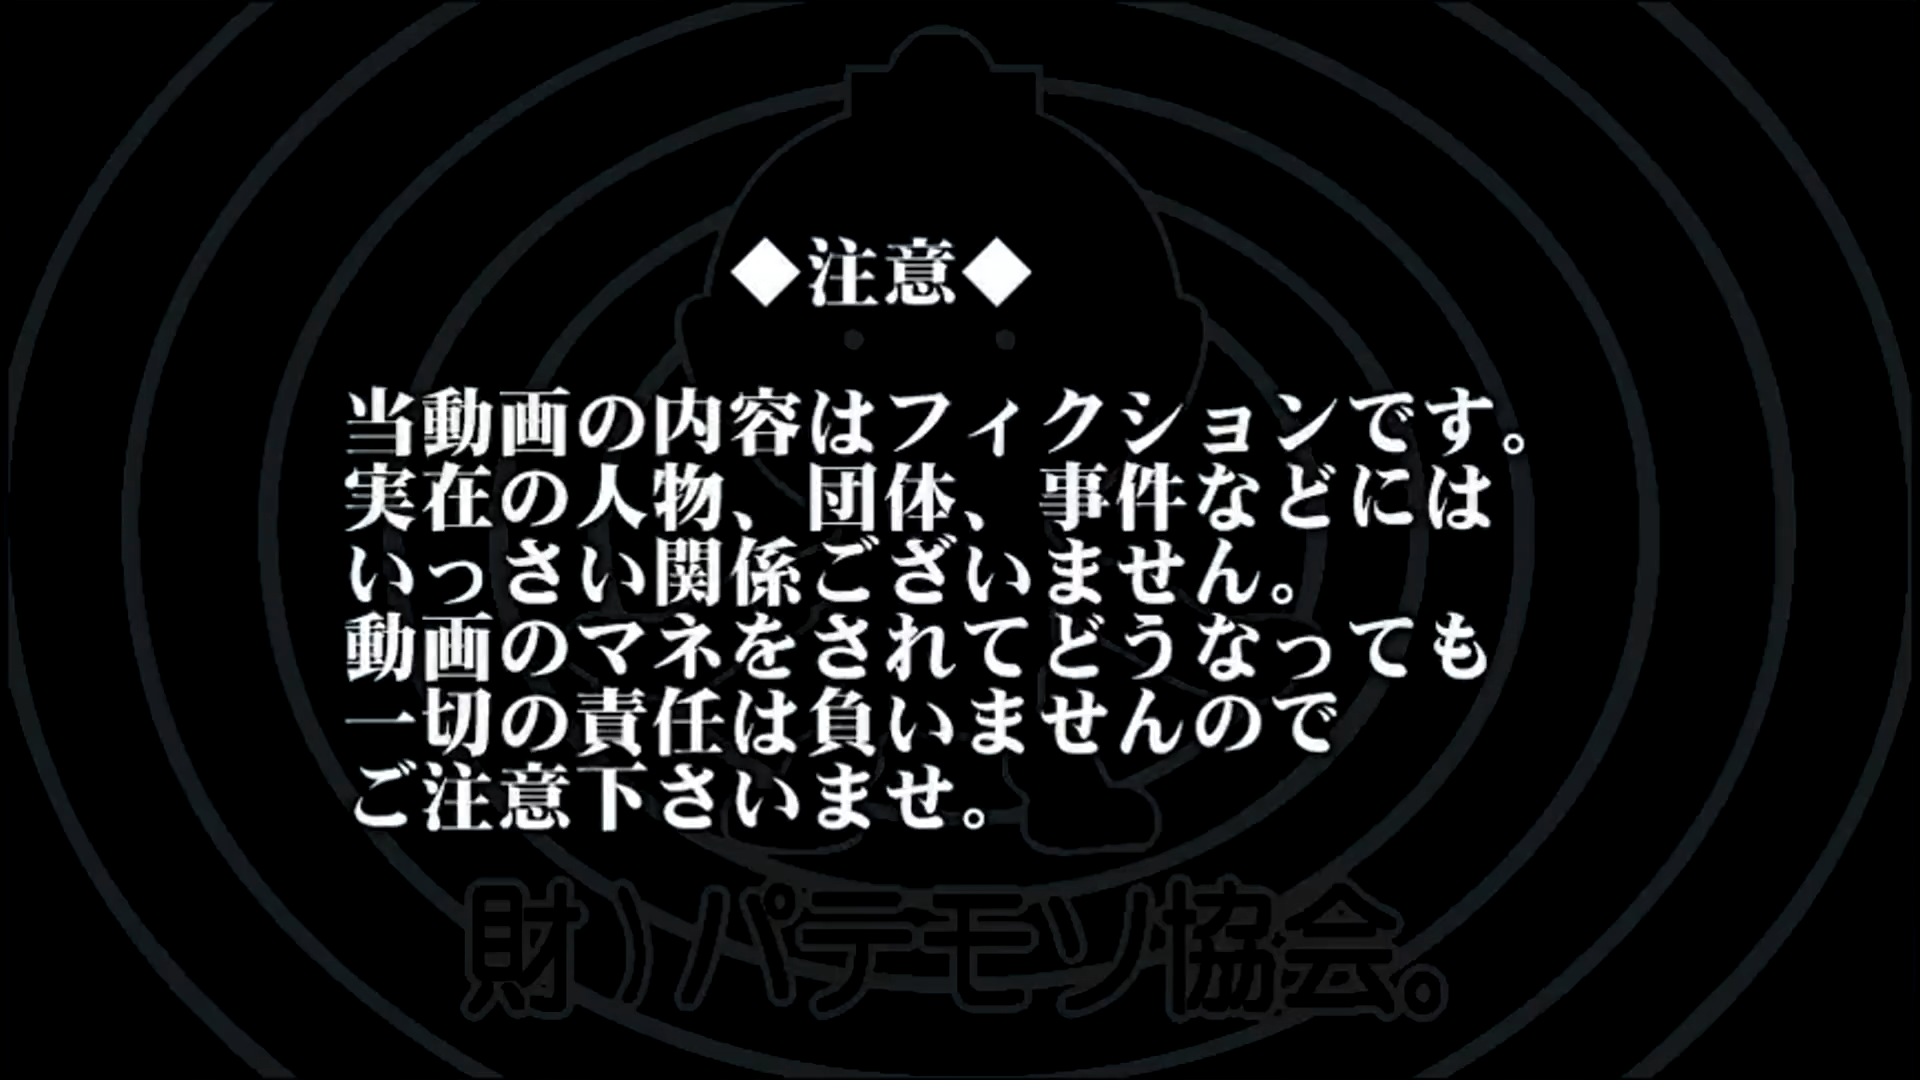 ◆注意◆
当動画の内容はフィクションです。
実在の人物、団体、事件などには
いっさい関係ございません。
動画のマネをされてどうなっても
一切の責任は負いませんので
ご注意下さいませ。
財)パテモソ協会。